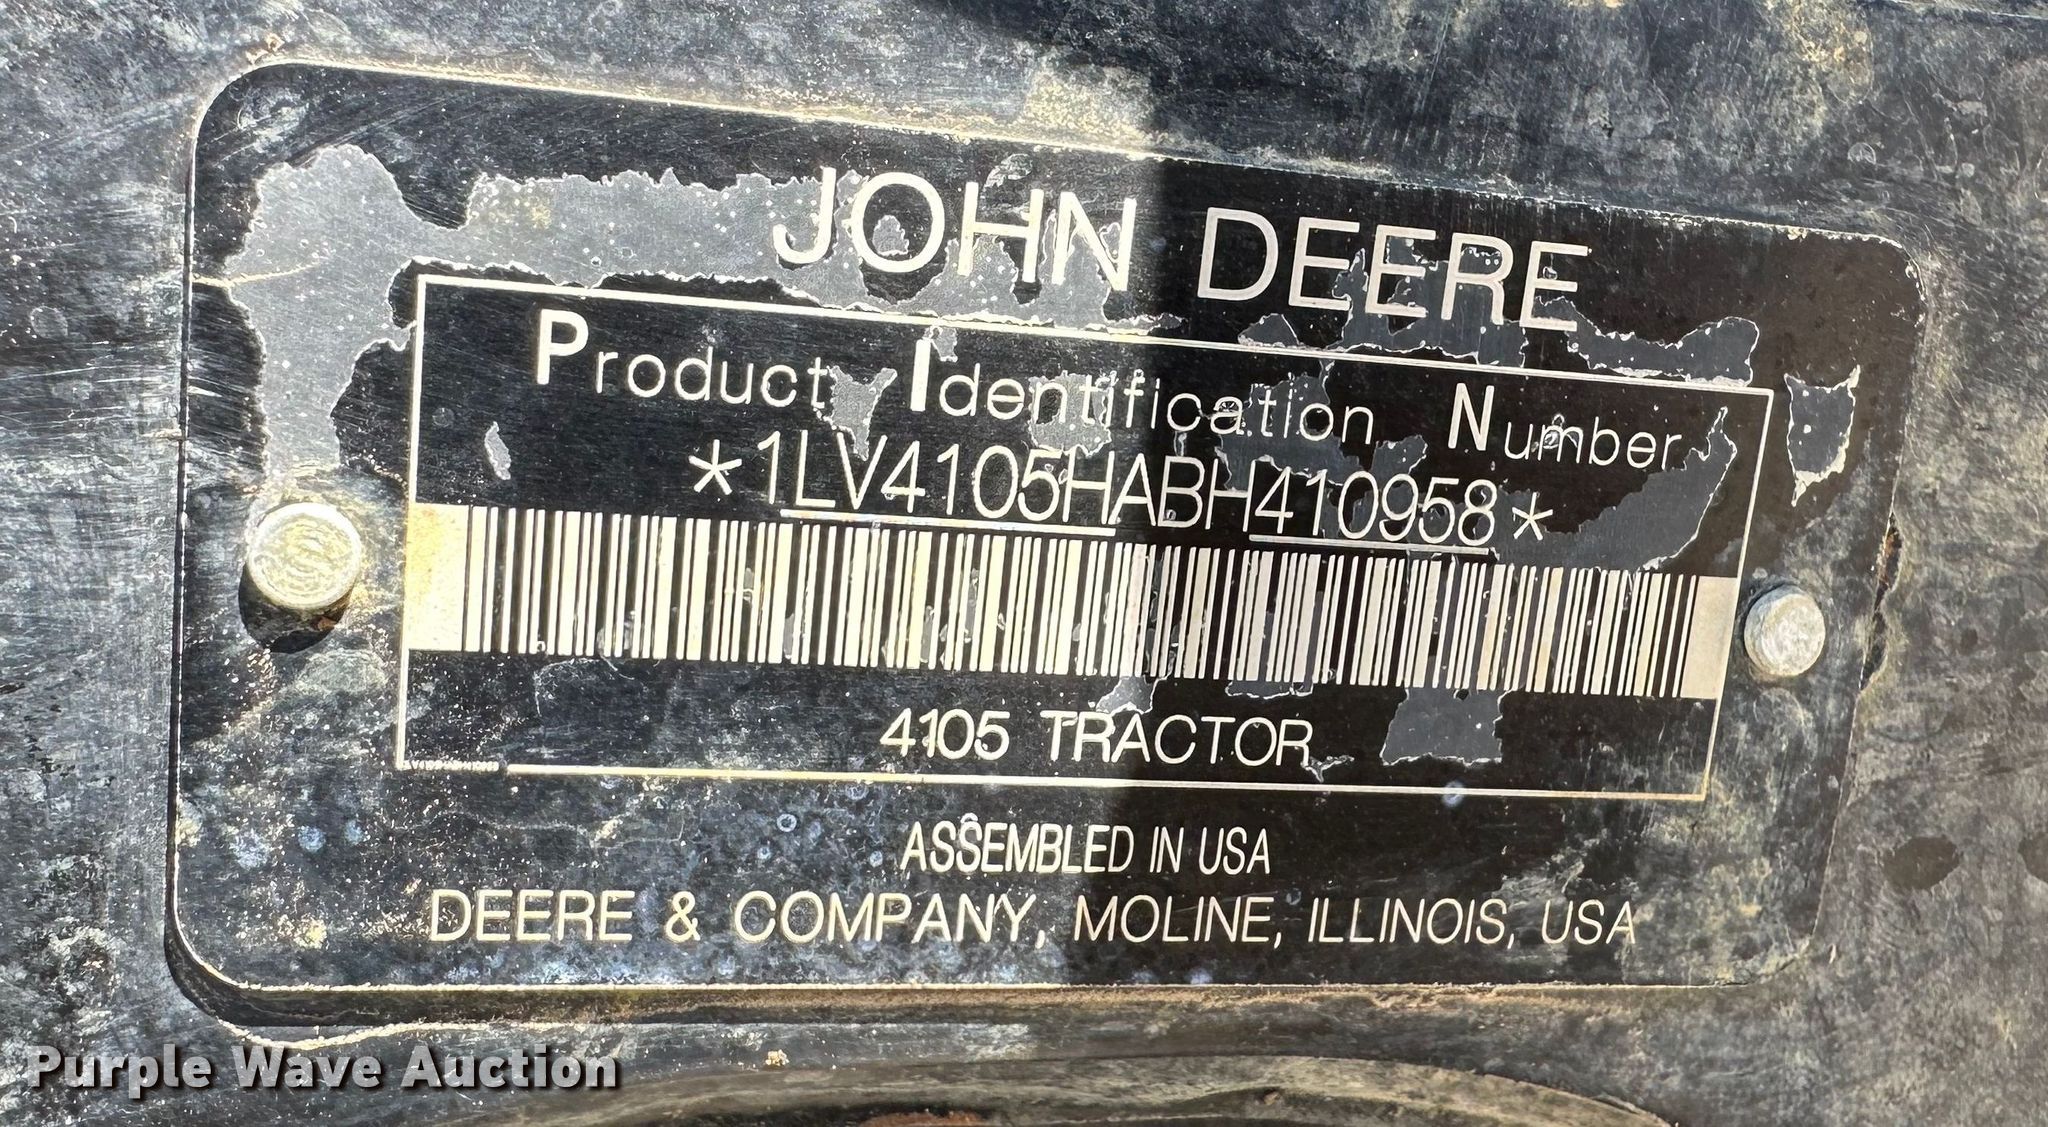 JOHN DEERE
Product Identification Number
*1LV4105HABH410958*
4105 TRACTOR
ASSEMBLED IN USA
DEERE & COMPANY, MOLINE, ILLINOIS, USA
Purple Wave Auction